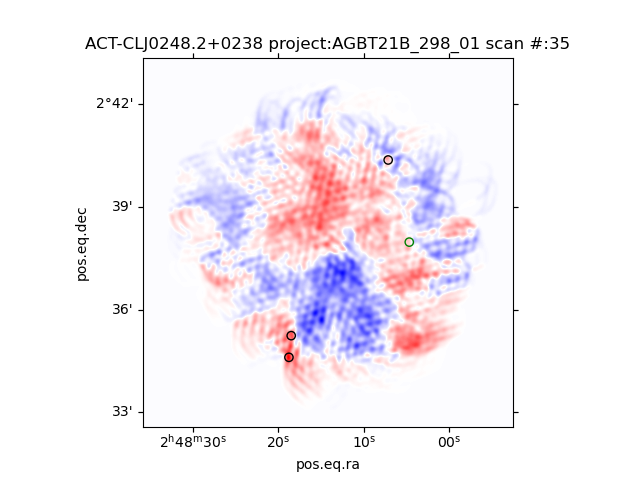 ACT-CLJ0248.2+0238 project:AGBT21B_298_01 scan #:35
2°42'
39'
36'
33'
2ʰ48ᵐ30ˢ 20ˢ 10ˢ 00ˢ
pos.eq.dec
pos.eq.ra